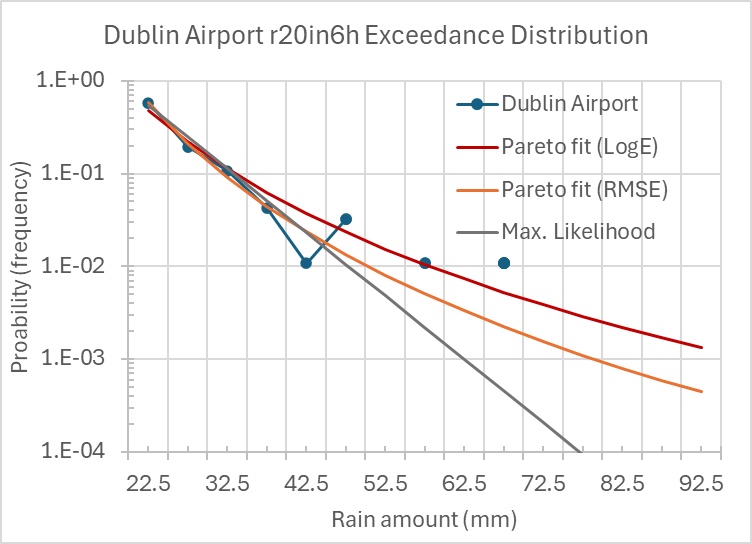 Dublin Airport r20in6h Exceedance Distribution
1.E+00
1.E-01
1.E-02
1.E-03
1.E-04
Proability (frequency)
Dublin Airport
Pareto fit (LogE)
Pareto fit (RMSE)
Max. Likelihood
22.5 32.5 42.5 52.5 62.5 72.5 82.5 92.5
Rain amount (mm)